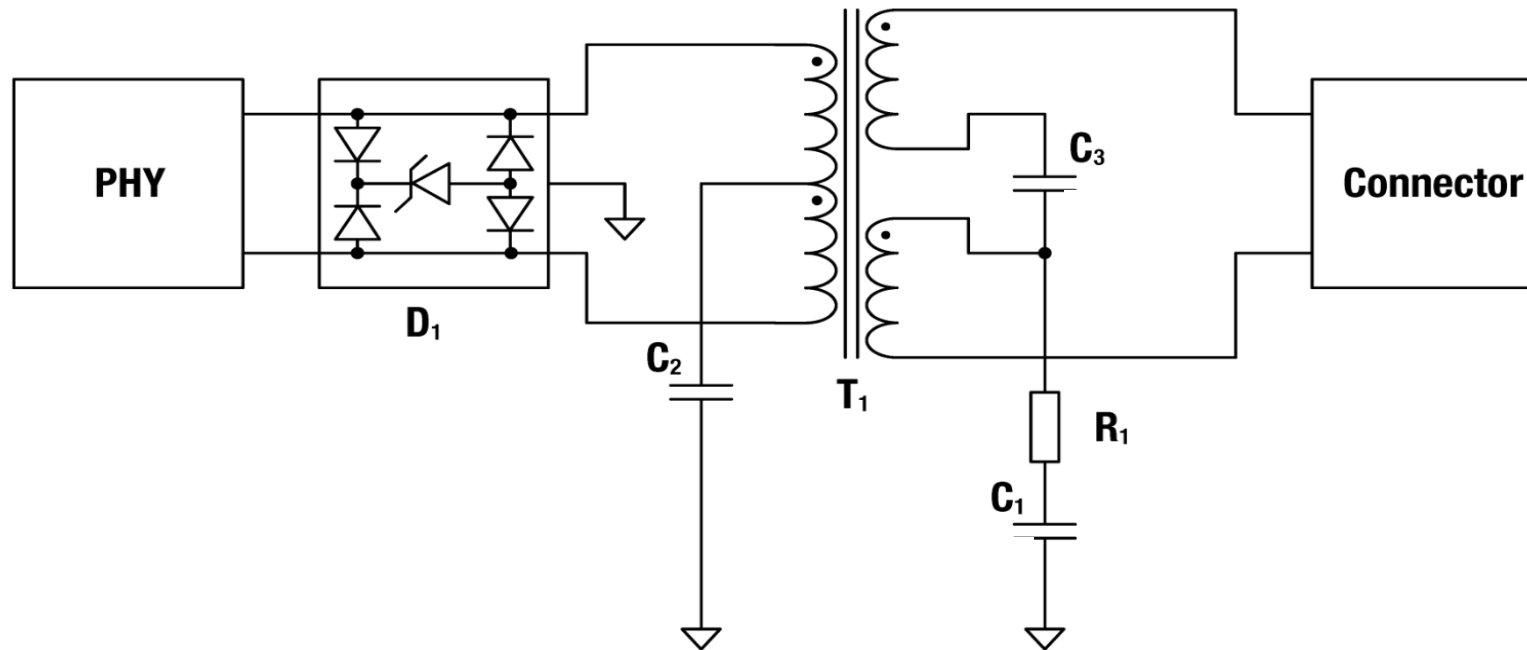 PHY
D₁
C₂
T₁
C₃
R₁
C₁
Connector